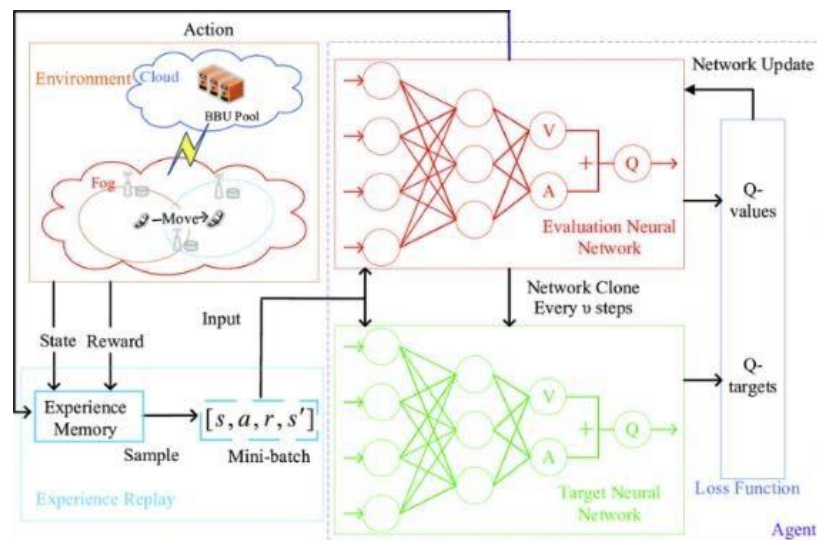 Action
Environment
Cloud
BBU Pool
Fog
Move
State
Reward
Experience
Memory
Sample
[s, a, r, s′]
Mini-batch
Experience Replay
Input
V
A
+
Q
Evaluation Neural
Network
Network Clone
Every υ steps
V
A
+
Q
Target Neural
Network
Network Update
Q-
values
Q-
targets
Loss Function
Agent